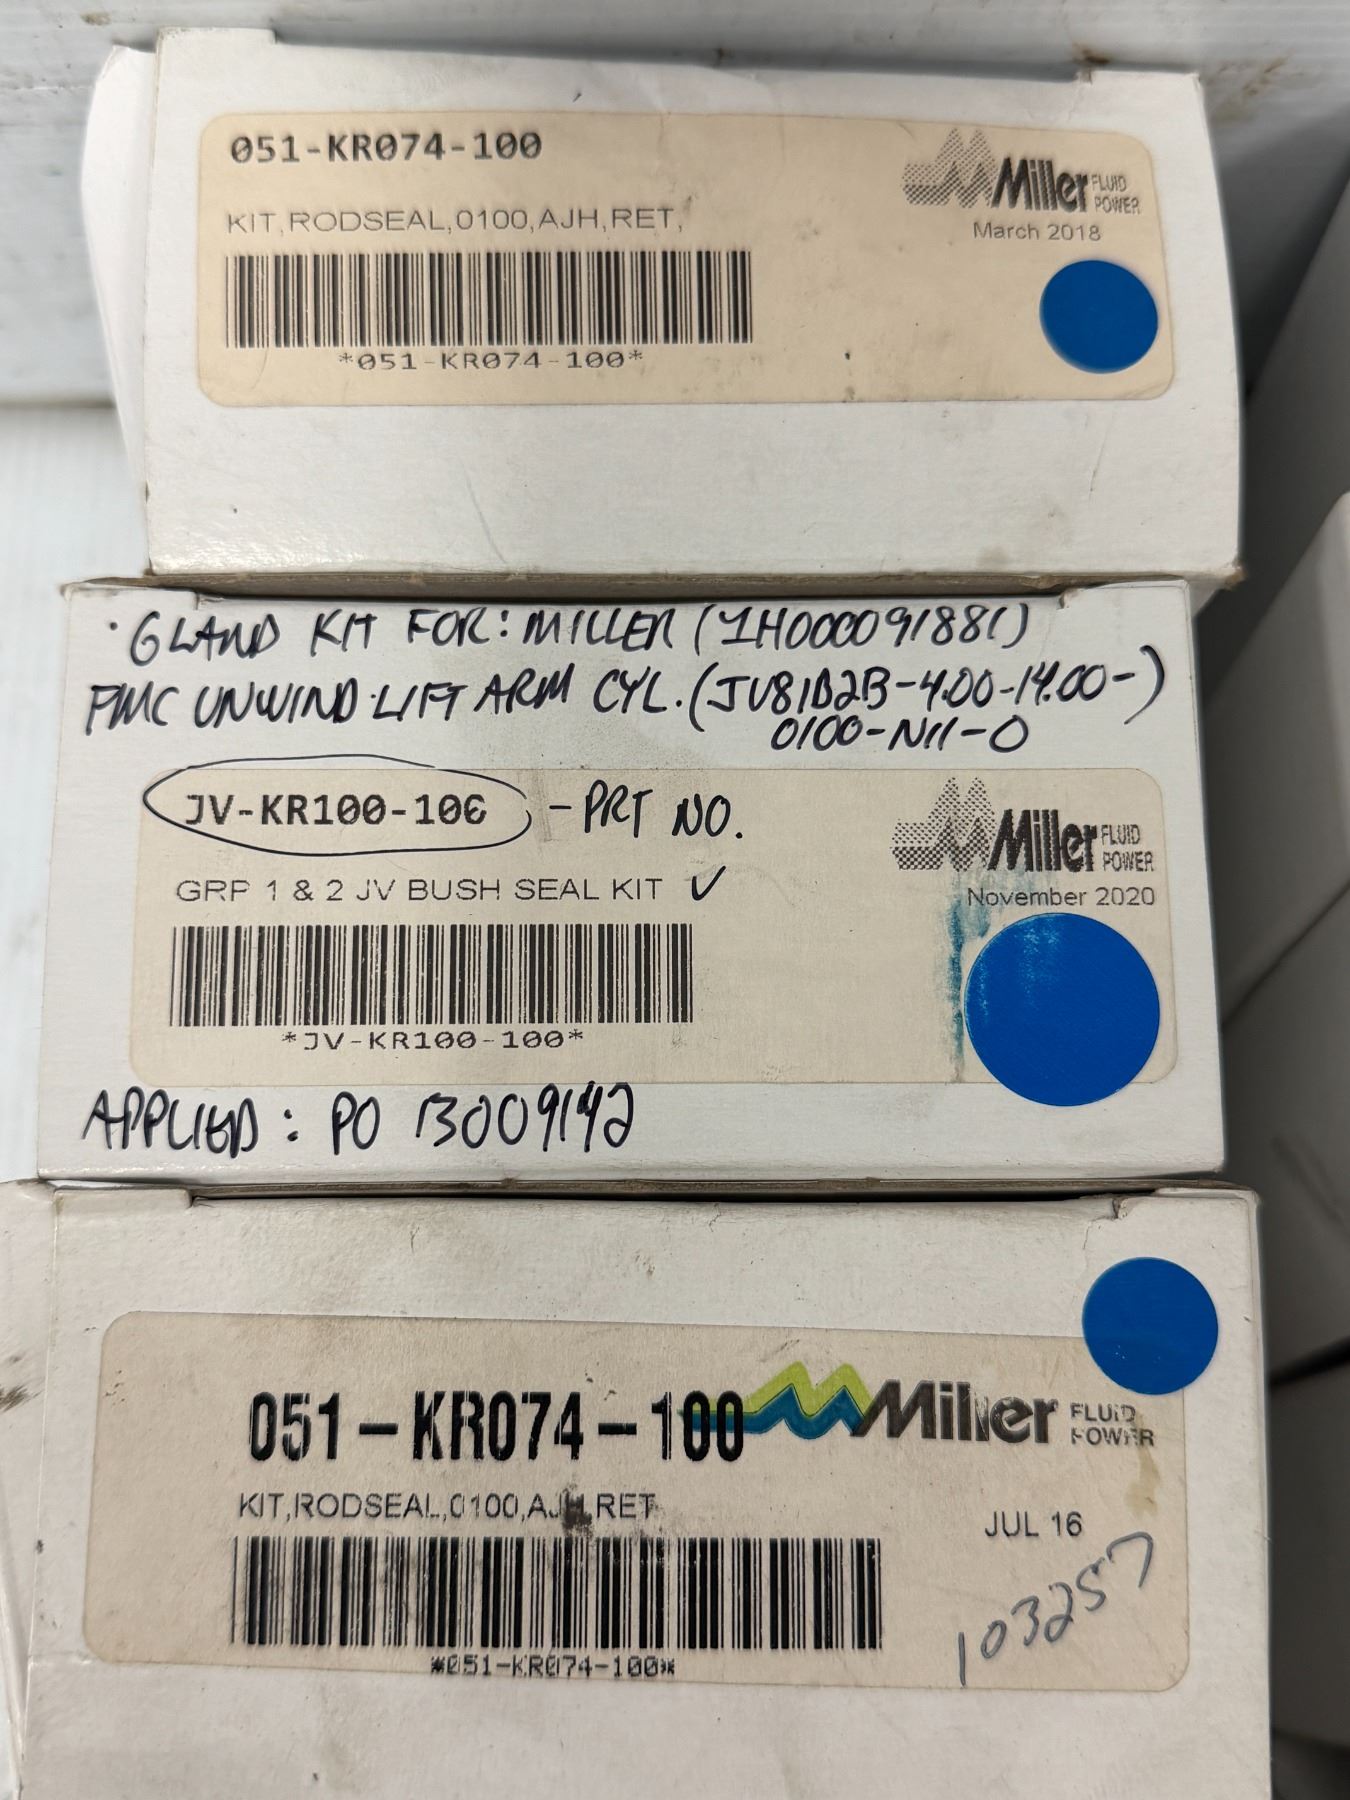 051-KR074-100
Miller FLUID POWER
KIT,RODSEAL,0100,AJH,RET,
March 2018
*051-KR074-100*
· GLAND KIT FOR: MILLER (1H000091881)
PMC UNWIND LIFT ARM CYL. (JV81B2B-4.00-14.00-)
0100-N11-0
JV-KR100-100 - PRT NO.
Miller FLUID POWER
GRP 1 & 2 JV BUSH SEAL KIT ✓
November 2020
*JV-KR100-100*
APPLIED: PO 13009142
051-KR074-100
Miller FLUID POWER
KIT,RODSEAL,0100,AJH,RET
JUL 16
103257
*051-KR074-100*